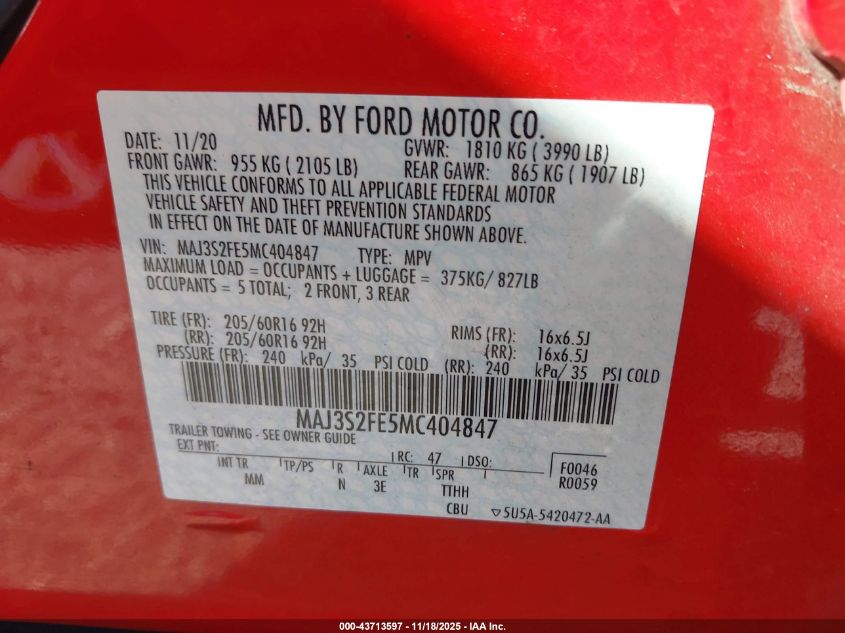 MFD. BY FORD MOTOR CO.
DATE: 11/20 GVWR: 1810 KG ( 3990 LB)
FRONT GAWR: 955 KG ( 2105 LB) REAR GAWR: 865 KG ( 1907 LB)
THIS VEHICLE CONFORMS TO ALL APPLICABLE FEDERAL MOTOR
VEHICLE SAFETY AND THEFT PREVENTION STANDARDS
IN EFFECT ON THE DATE OF MANUFACTURE SHOWN ABOVE.
VIN: MAJ3S2FE5MC404847 TYPE: MPV
MAXIMUM LOAD = OCCUPANTS + LUGGAGE = 375KG/ 827LB
OCCUPANTS = 5 TOTAL; 2 FRONT, 3 REAR
TIRE (FR): 205/60R16 92H RIMS (FR): 16x6.5J
(RR): 205/60R16 92H (RR): 16x6.5J
PRESSURE (FR): 240 kPa/ 35 PSI COLD (RR): 240 kPa/ 35 PSI COLD
MAJ3S2FE5MC404847
TRAILER TOWING - SEE OWNER GUIDE
EXT PNT: RC: 47 DSO: F0046
INT TR TP/PS R AXLE TR SPR R0059
MM N 3E TTHH
CBU ▽5U5A-5420472-AA
000-43713597 - 11/18/2025 - IAA Inc.